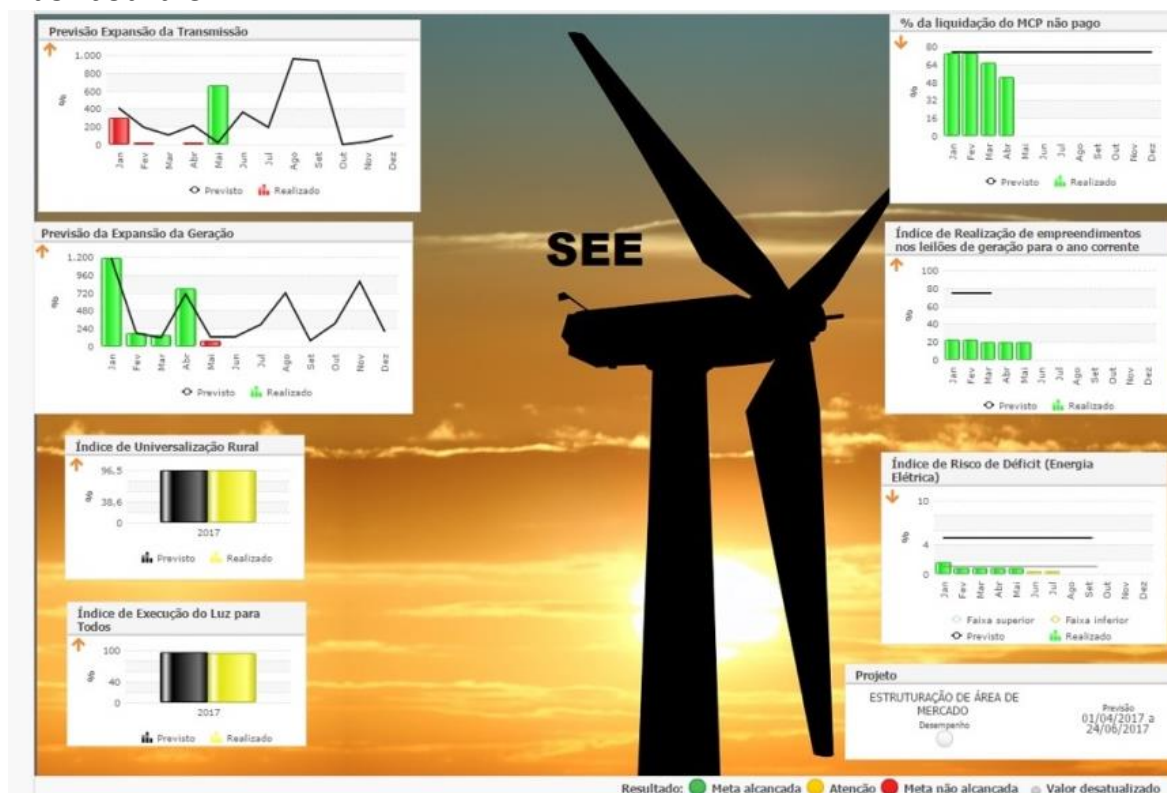 Previsão Expansão da Transmissão
1.000
800
600
400
200
0
%
Jan
Fev
Mar
Abr
Mai
Jun
Jul
Ago
Set
Out
Nov
Dez
Previsto
Realizado
% da liquidação do MCP não pago
80
64
48
32
16
0
%
Jan
Fev
Mar
Abr
Mai
Jun
Jul
Ago
Set
Out
Nov
Dez
Previsto
Realizado
Previsão da Expansão da Geração
1.200
960
720
480
240
0
%
Jan
Fev
Mar
Abr
Mai
Jun
Jul
Ago
Set
Out
Nov
Dez
Previsto
Realizado
SEE
Índice de Realização de empreendimentos
nos leilões de geração para o ano corrente
100
80
60
40
20
0
%
Jan
Fev
Mar
Abr
Mai
Jun
Jul
Ago
Set
Out
Nov
Dez
Previsto
Realizado
Índice de Universalização Rural
96,5
38,6
0
%
2017
Previsto
Realizado
Índice de Risco de Déficit (Energia
Elétrica)
10
4
0
%
Jan
Fev
Mar
Abr
Mai
Jun
Jul
Ago
Set
Out
Nov
Dez
Faixa superior
Faixa inferior
Previsto
Realizado
Índice de Execução do Luz para
Todos
100
40
0
%
2017
Previsto
Realizado
Projeto
ESTRUTURAÇÃO DE ÁREA DE
MERCADO
Desempenho
Previsão
01/04/2017 a
24/06/2017
Resultado: Meta alcançada Atenção Meta não alcançada Valor desatualizado